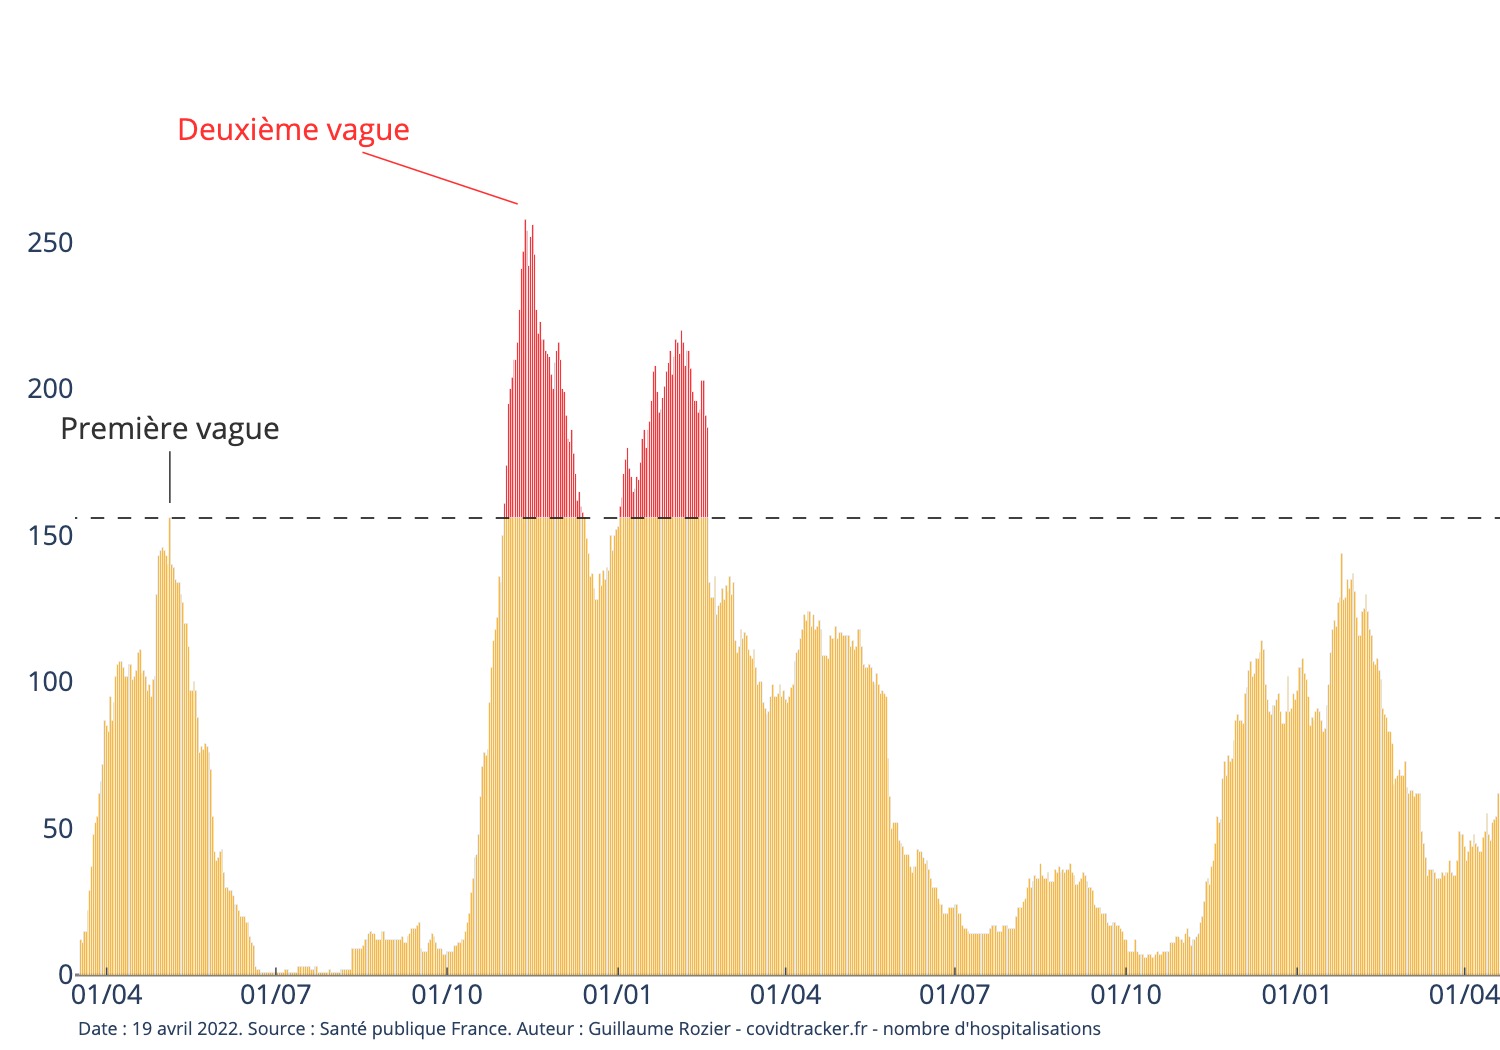 Deuxième vague
250
200
Première vague
150
100
50
0
01/04 01/07 01/10 01/01 01/04 01/07 01/10 01/01 01/04
Date : 19 avril 2022. Source : Santé publique France. Auteur : Guillaume Rozier - covidtracker.fr - nombre d'hospitalisations